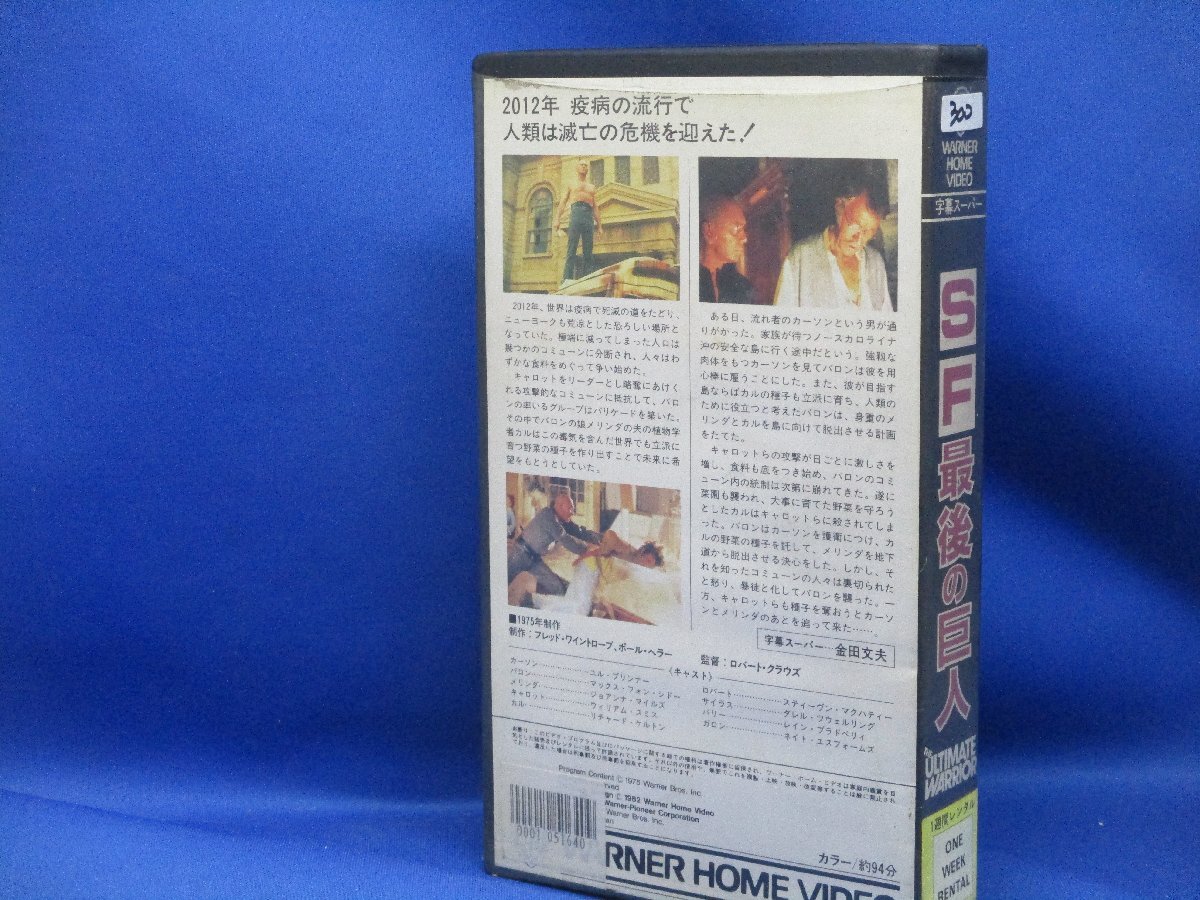 2012年 疫病の流行で
人類は滅亡の危機を迎えた!
2012年、世界は疫病で死滅の道をたどり、
ニューヨークも荒涼とした恐ろしい場所と
なっていた。極端に減ってしまった人口は
幾つかのコミューンに分断され、人々はわ
ずかな食料をめぐって争い始めた。
キャロットをリーダーとし略奪にあけく
れる攻撃的なコミューンに抵抗して、バロ
ンの率いるグループはバリケードを築いた。
その中でバロンの娘メリンダの夫の植物学
者カルはこの毒気を含んだ世界でも立派に
育つ野菜の種子を作り出すことで未来に希
望をもとうとしていた。
ある日、流れ者のカーソンという男が通
りがかった。家族が待つノースカロライナ
沖の安全な島に行く途中だという。強靱な
肉体をもつカーソンを見てバロンは彼を用
心棒に雇うことにした。また、彼が目指す
島ならばカルの種子も立派に育ち、人類の
ために役立つと考えたバロンは、身重のメ
リンダとカルを島に向けて脱出させる計画
をたてた。
キャロットらの攻撃が日ごとに激しさを
増し、食料も底をつき始め、バロンのコミ
ューン内の統制は次第に崩れてきた。遂に
菜園も襲われ、大事に育てた野菜を守ろう
としたカルはキャロットらに殺されてしま
った。バロンはカーソンを護衛につけ、カ
ルの野菜の種子を託して、メリンダを地下
道から脱出させる決心をした。しかし、そ
れを知ったコミューンの人々は裏切られた
と怒り、暴徒と化してバロンを襲った。一
方、キャロットらも種子を奪おうとカーソ
ンとメリンダのあとを追って来た……。
字幕スーパー…金田文夫
■1975年制作
制作:フレッド・ワイントローブ、ポール・ヘラー
監督:ロバート・クラウズ
〈キャスト〉
カーソン…………ユル・ブリンナー
バロン…………マックス・フォン・シドー
メリンダ…………ジョアンナ・マイルズ
キャロット…………ウィリアム・スミス
カル…………リチャード・ケルトン
ロバート…………スティーヴン・マクハティー
サイラス…………ダレル・ツウェルリング
バリー…………レイン・ブラドベリィ
ガロン…………ネイト・エスフォームズ
Program Content © 1975 Warner Bros. Inc.
rved
gn © 1982 Warner Home Video
Warner-Pioneer Corporation
Warner Bros. Inc.
an
0001 051640
カラー/約94分
RNER HOME VIDEO
300
WARNER
HOME
VIDEO
字幕スーパー
SF最後の巨人
THE
ULTIMATE
WARRIOR
1週間レンタル
ONE
WEEK
RENTAL